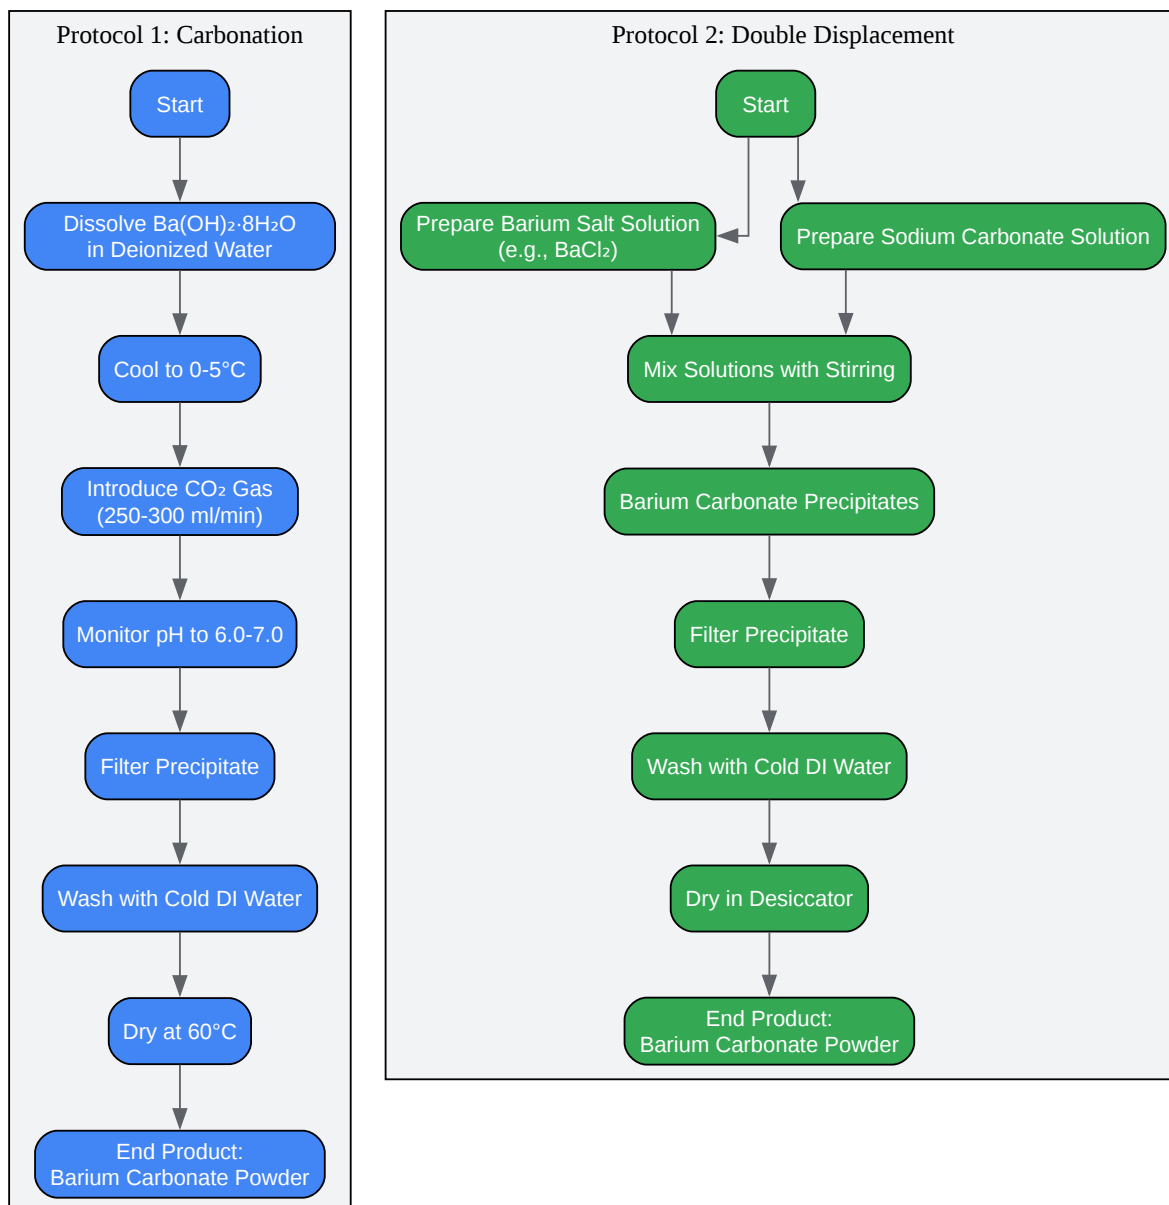 Protocol 1: Carbonation
Start
Dissolve Ba(OH)₂·8H₂O
in Deionized Water
Cool to 0-5°C
Introduce CO₂ Gas
(250-300 ml/min)
Monitor pH to 6.0-7.0
Filter Precipitate
Wash with Cold DI Water
Dry at 60°C
End Product:
Barium Carbonate Powder
Protocol 2: Double Displacement
Start
Prepare Barium Salt Solution
(e.g., BaCl₂)
Prepare Sodium Carbonate Solution
Mix Solutions with Stirring
Barium Carbonate Precipitates
Filter Precipitate
Wash with Cold DI Water
Dry in Desiccator
End Product:
Barium Carbonate Powder